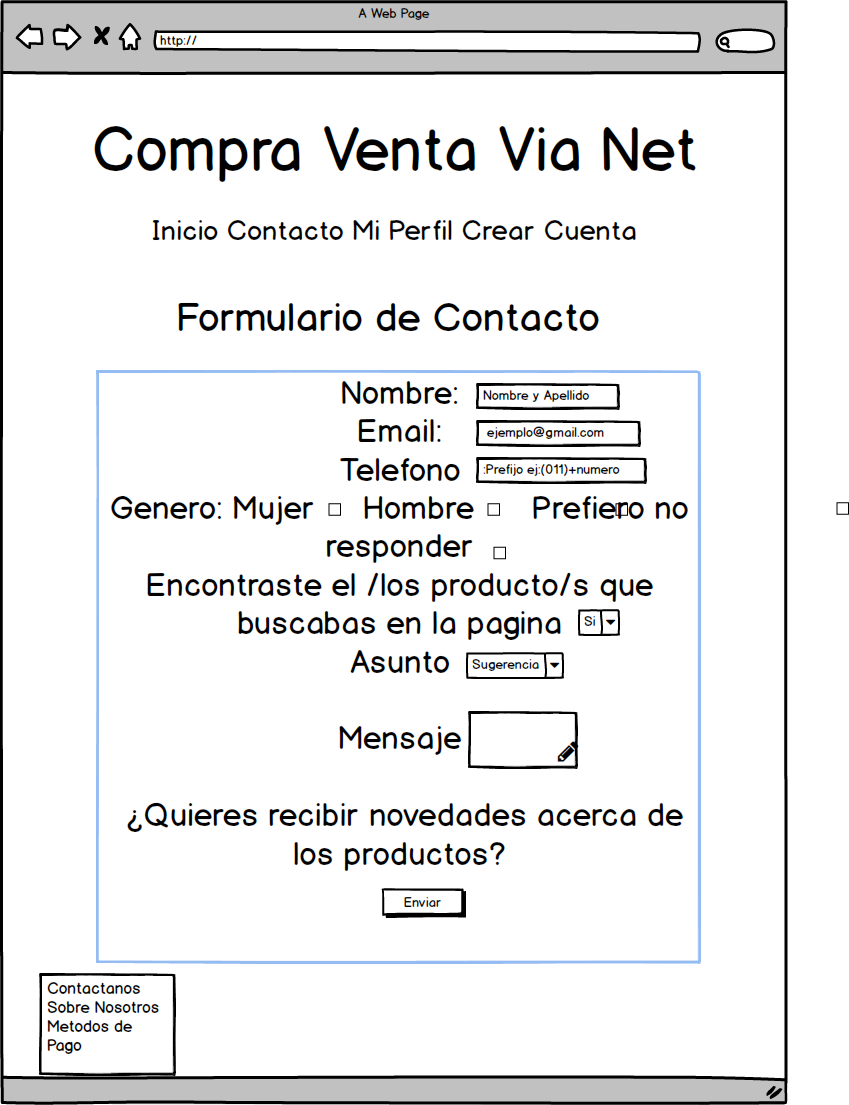 A Web Page
http://
Compra Venta Via Net
Inicio Contacto Mi Perfil Crear Cuenta
Formulario de Contacto
Nombre: Nombre y Apellido
Email: ejemplo@gmail.com
Telefono :Prefijo ej:(011)+numero
Genero: Mujer Hombre Prefiero no
responder
Encontraste el /los producto/s que
buscabas en la pagina Si
Asunto Sugerencia
Mensaje
¿Quieres recibir novedades acerca de
los productos?
Enviar
Contactanos
Sobre Nosotros
Metodos de
Pago